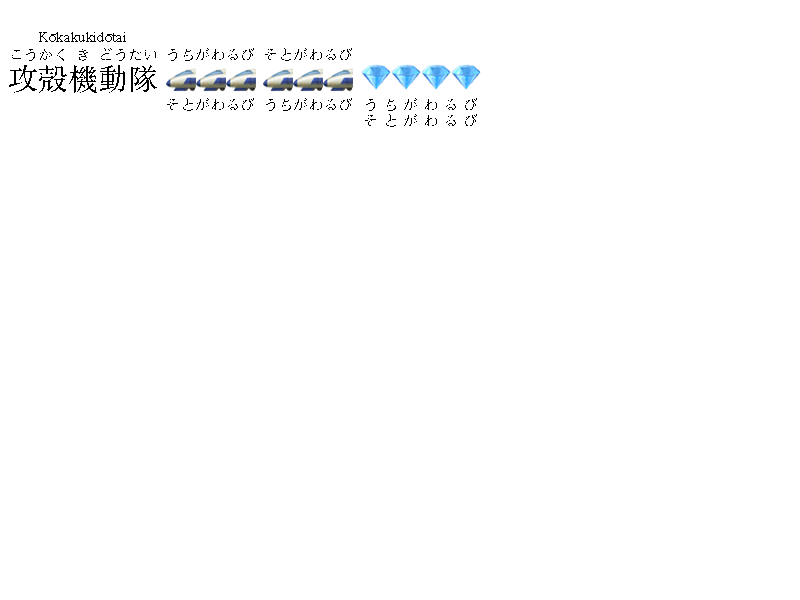 Kōkakukidōtai
こうかく き どうたい うちがわるび そとがわるび
攻殻機動隊 🚅🚅🚅 🚅🚅🚅 💎💎💎💎
そとがわるび うちがわるび うちがわるび
そとがわるび